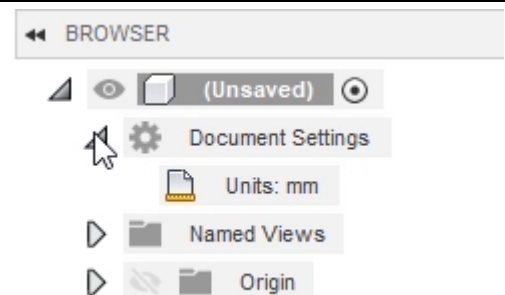 BROWSER
(Unsaved)
Document Settings
Units: mm
Named Views
Origin